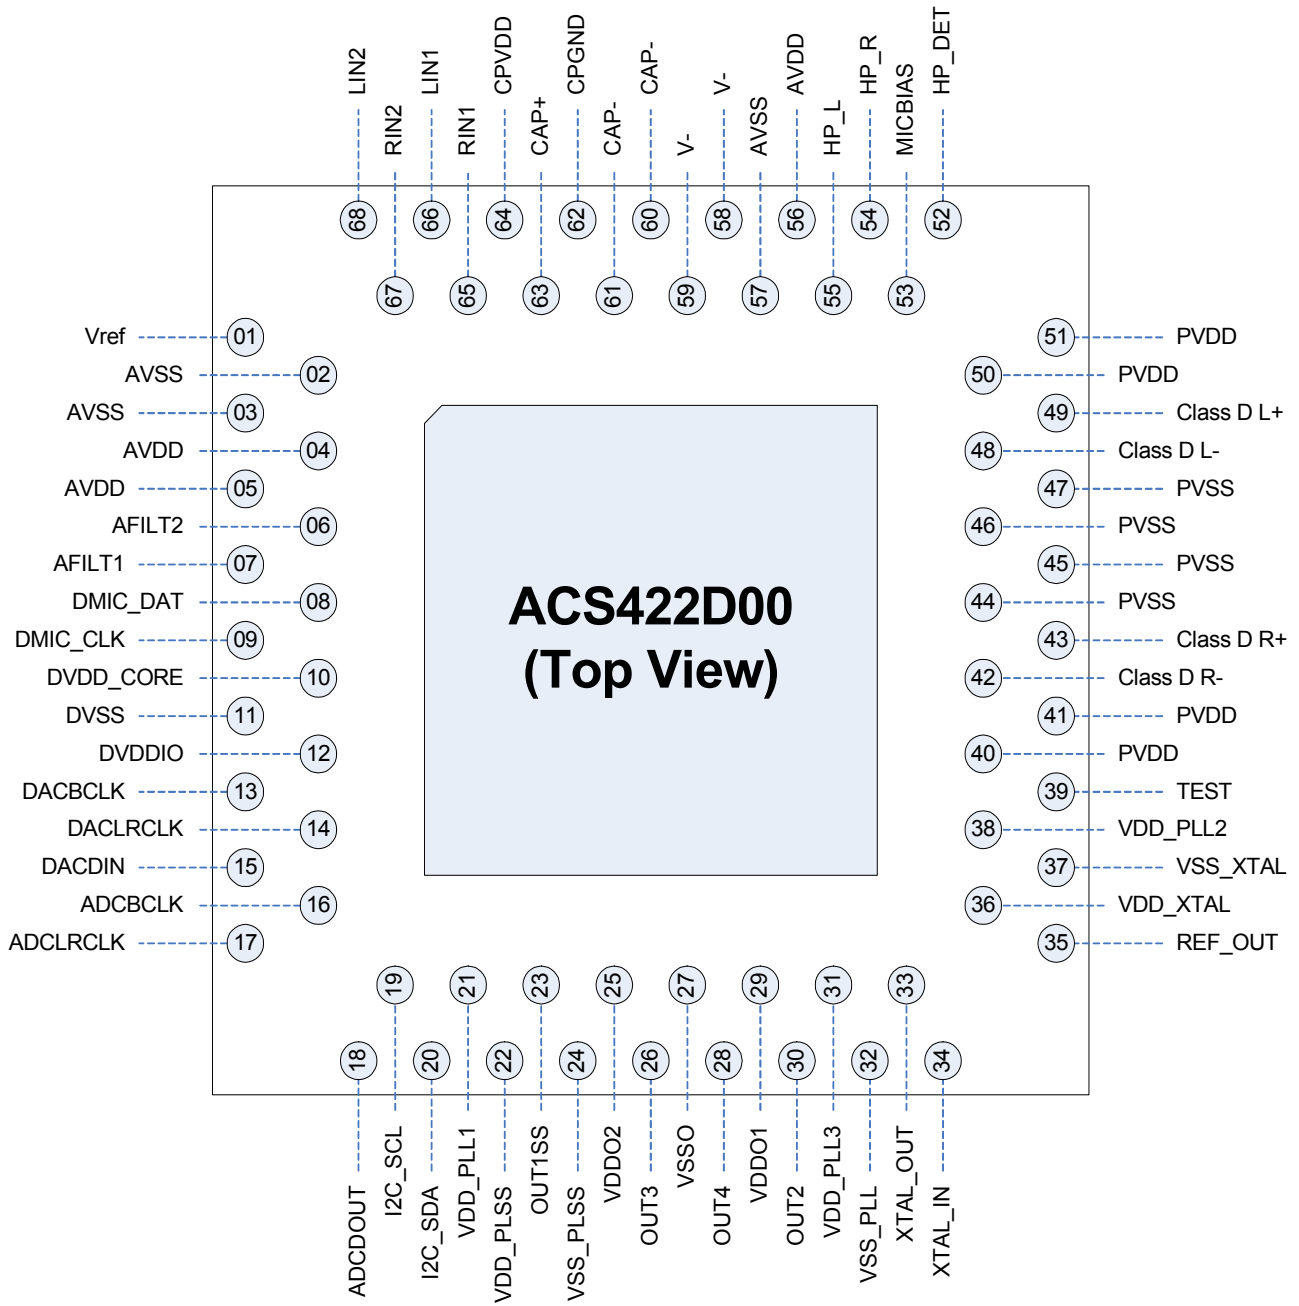 LIN2
RIN2
LIN1
RIN1
CPVDD
CAP+
CPGND
CAP-
CAP-
V-
V-
AVSS
AVDD
HP_L
HP_R
MICBIAS
HP_DET
68
67
66
65
64
63
62
61
60
59
58
57
56
55
54
53
52
Vref 01
AVSS 02
AVSS 03
AVDD 04
AVDD 05
AFILT2 06
AFILT1 07
DMIC_DAT 08
DMIC_CLK 09
DVDD_CORE 10
DVSS 11
DVDDIO 12
DACBCLK 13
DACLRCLK 14
DACDIN 15
ADCBCLK 16
ADCLRCLK 17
ACS422D00
(Top View)
51 PVDD
50 PVDD
49 Class D L+
48 Class D L-
47 PVSS
46 PVSS
45 PVSS
44 PVSS
43 Class D R+
42 Class D R-
41 PVDD
40 PVDD
39 TEST
38 VDD_PLL2
37 VSS_XTAL
36 VDD_XTAL
35 REF_OUT
18
19
20
21
22
23
24
25
26
27
28
29
30
31
32
33
34
ADCDOUT
I2C_SCL
I2C_SDA
VDD_PLL1
VDD_PLSS
OUT1SS
VSS_PLSS
VDDO2
OUT3
VSSO
OUT4
VDDO1
OUT2
VDD_PLL3
VSS_PLL
XTAL_OUT
XTAL_IN